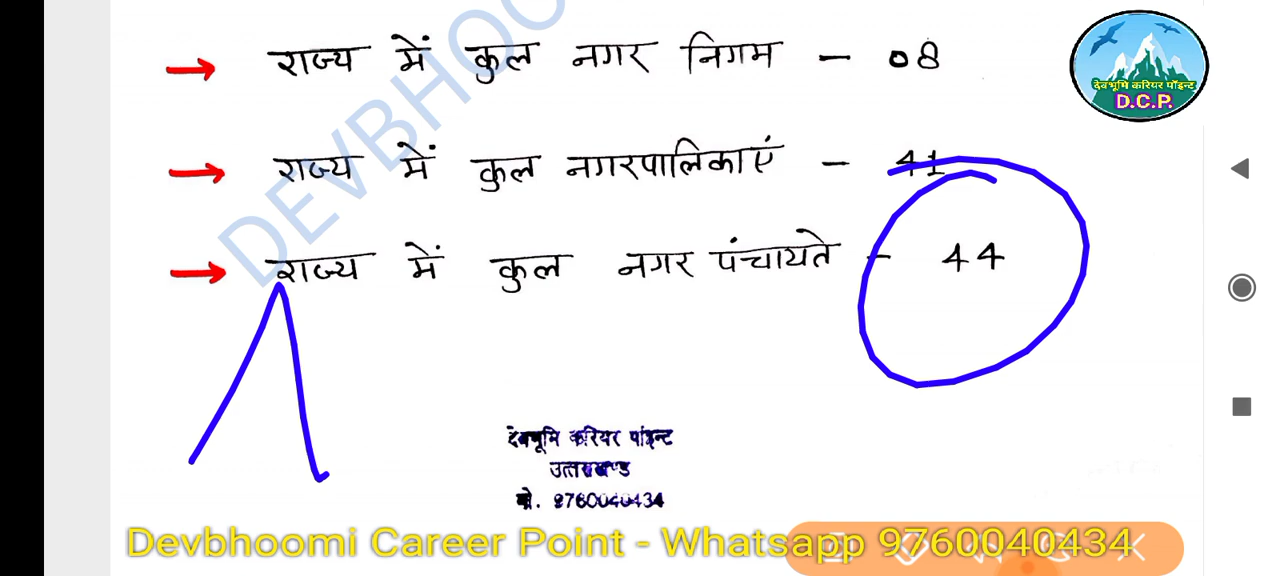 → राज्य में कुल नगर निगम - 08
→ राज्य में कुल नगरपालिकाएं - 41
→ राज्य में कुल नगर पंचायते - 44
देवभूमि करियर पॉइन्ट
D.C.P.
DEVBHOO
देवभूमि करियर पांइन्ट
उत्तराखण्ड
मो. 9760040434
Devbhoomi Career Point - Whatsapp 9760040434